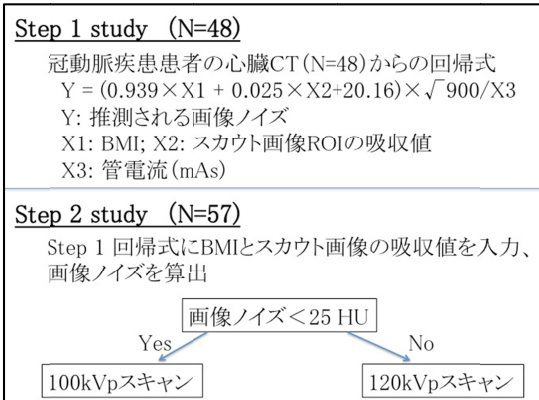 Step 1 study (N=48)
冠動脈疾患患者の心臓CT(N=48)からの回帰式
Y = (0.939×X1 + 0.025×X2+20.16)×√900/X3
Y: 推測される画像ノイズ
X1: BMI; X2: スカウト画像ROIの吸収値
X3: 管電流(mAs)
Step 2 study (N=57)
Step 1 回帰式にBMIとスカウト画像の吸収値を入力、
画像ノイズを算出
画像ノイズ<25 HU
Yes No
100kVpスキャン 120kVpスキャン